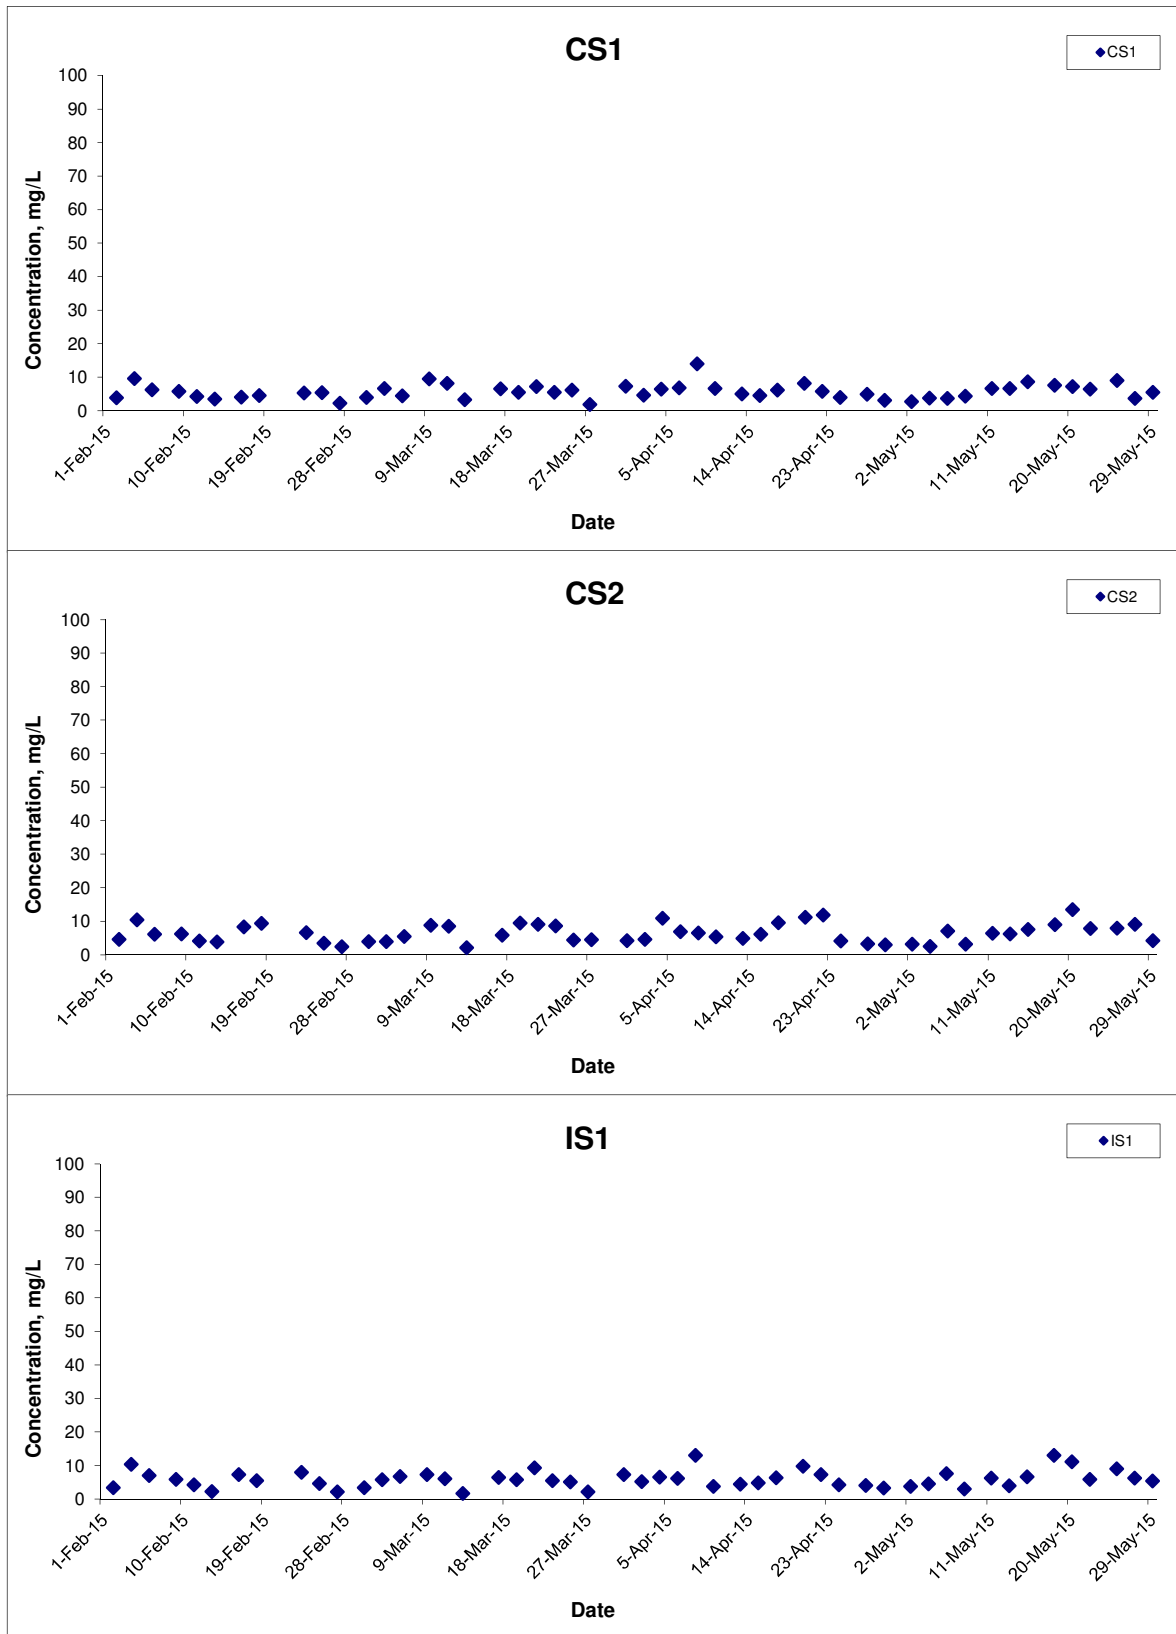 CS1
CS1
100
90
80
70
60
50
40
30
20
10
0
Concentration, mg/L
1-Feb-15
10-Feb-15
19-Feb-15
28-Feb-15
9-Mar-15
18-Mar-15
27-Mar-15
5-Apr-15
14-Apr-15
23-Apr-15
2-May-15
11-May-15
20-May-15
29-May-15
Date
CS2
CS2
100
90
80
70
60
50
40
30
20
10
0
Concentration, mg/L
1-Feb-15
10-Feb-15
19-Feb-15
28-Feb-15
9-Mar-15
18-Mar-15
27-Mar-15
5-Apr-15
14-Apr-15
23-Apr-15
2-May-15
11-May-15
20-May-15
29-May-15
Date
IS1
IS1
100
90
80
70
60
50
40
30
20
10
0
Concentration, mg/L
1-Feb-15
10-Feb-15
19-Feb-15
28-Feb-15
9-Mar-15
18-Mar-15
27-Mar-15
5-Apr-15
14-Apr-15
23-Apr-15
2-May-15
11-May-15
20-May-15
29-May-15
Date